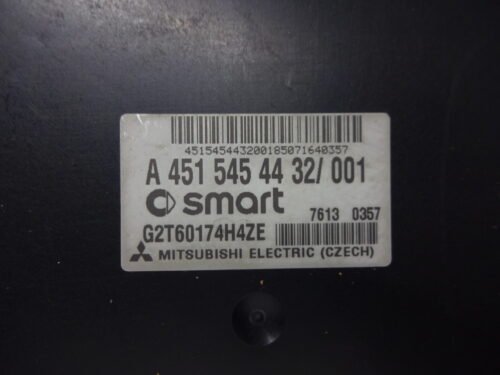 451545443200185071640357
A 451 545 44 32/ 001
smart
7613 0357
G2T60174H4ZE
MITSUBISHI ELECTRIC (CZECH)